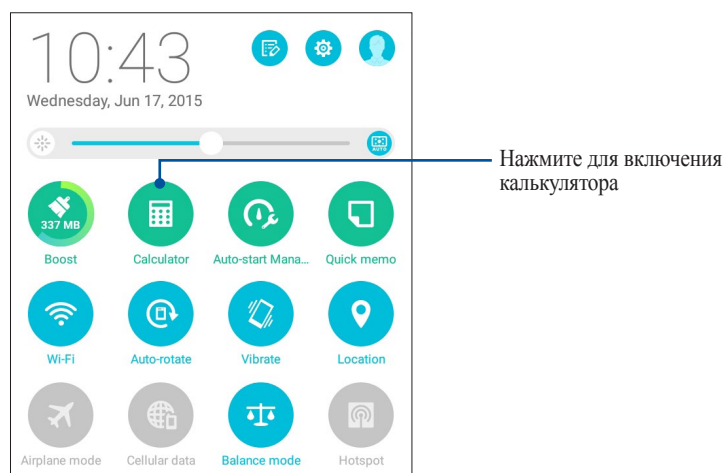 10:43
Wednesday, Jun 17, 2015
AUTO
Нажмите для включения
калькулятора
337 MB
Boost
Calculator
Auto-start Mana...
Quick memo
Wi-Fi
Auto-rotate
Vibrate
Location
Airplane mode
Cellular data
Balance mode
Hotspot